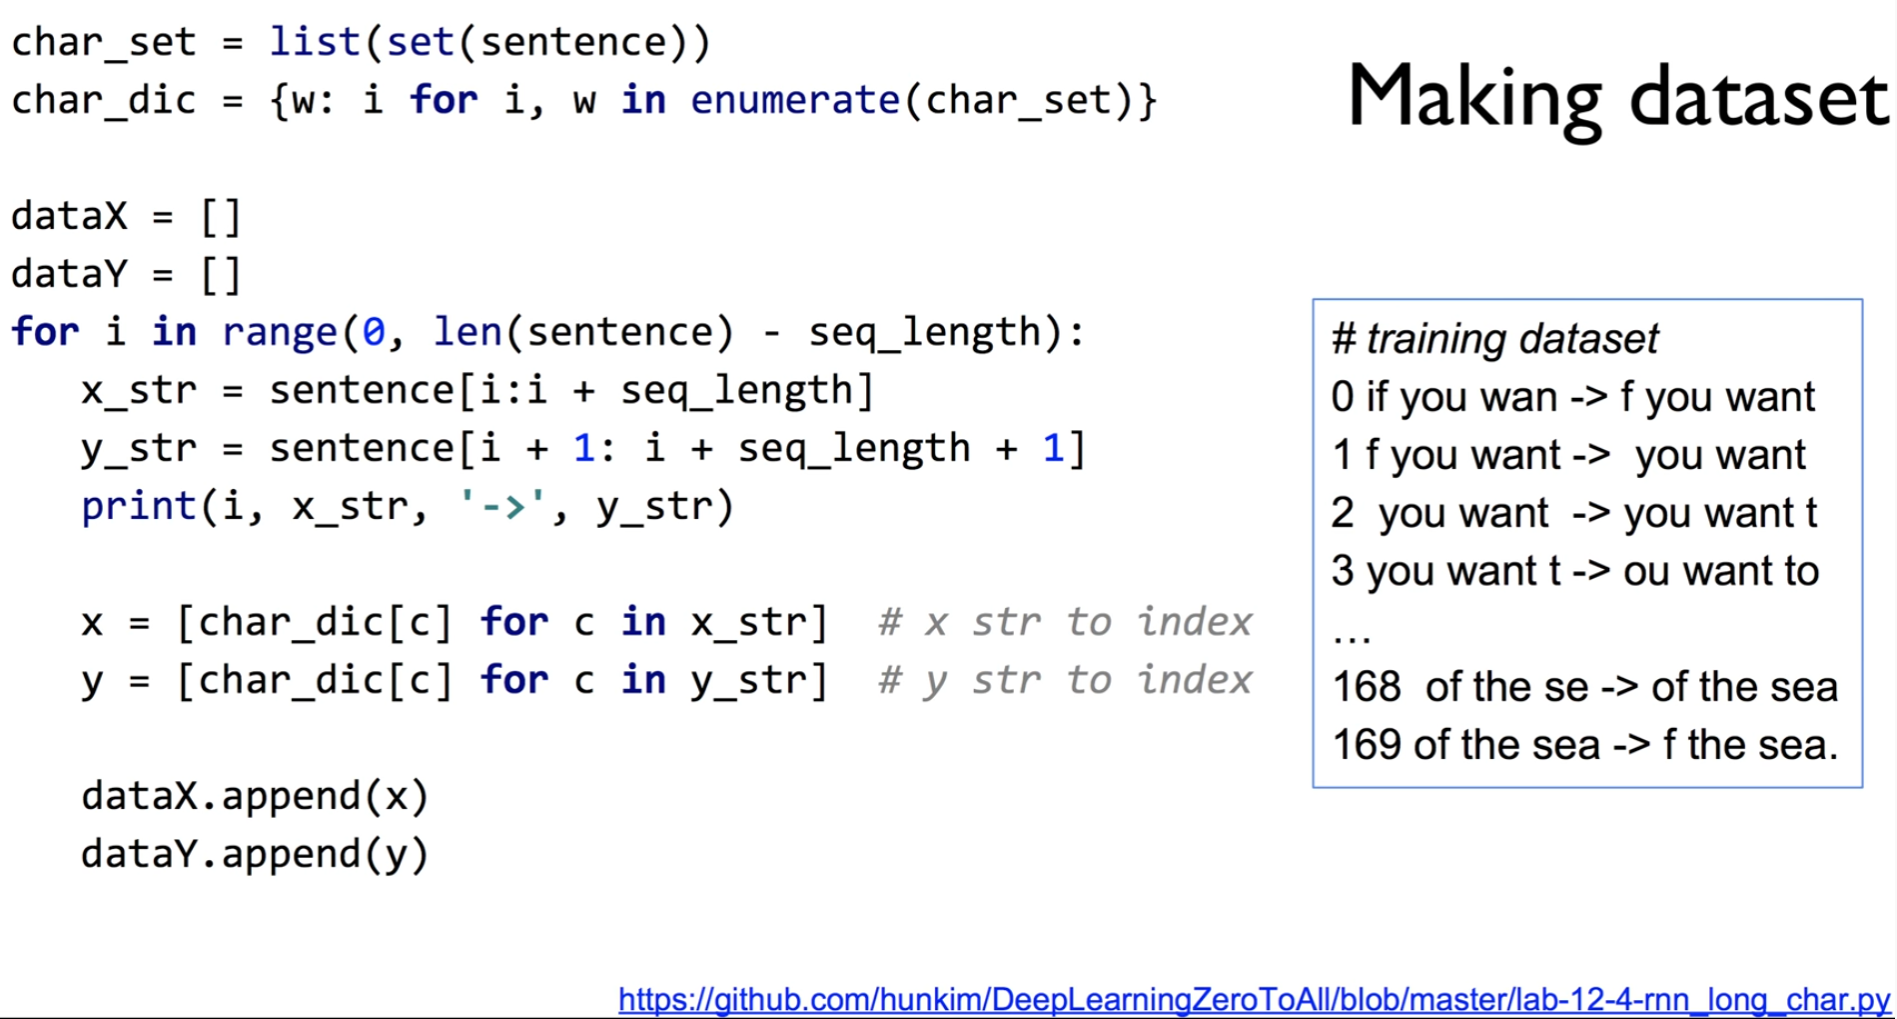 char_set = list(set(sentence))
char_dic = {w: i for i, w in enumerate(char_set)}
Making dataset
dataX = []
dataY = []
for i in range(0, len(sentence) - seq_length):
x_str = sentence[i:i + seq_length]
y_str = sentence[i + 1: i + seq_length + 1]
print(i, x_str, '->', y_str)
x = [char_dic[c] for c in x_str]  # x str to index
y = [char_dic[c] for c in y_str]  # y str to index
dataX.append(x)
dataY.append(y)
# training dataset
0 if you wan -> f you want
1 f you want ->  you want
2  you want  -> you want t
3 you want t -> ou want to
…
168  of the se -> of the sea
169 of the sea -> f the sea.
https://github.com/hunkim/DeepLearningZeroToAll/blob/master/lab-12-4-rnn_long_char.py